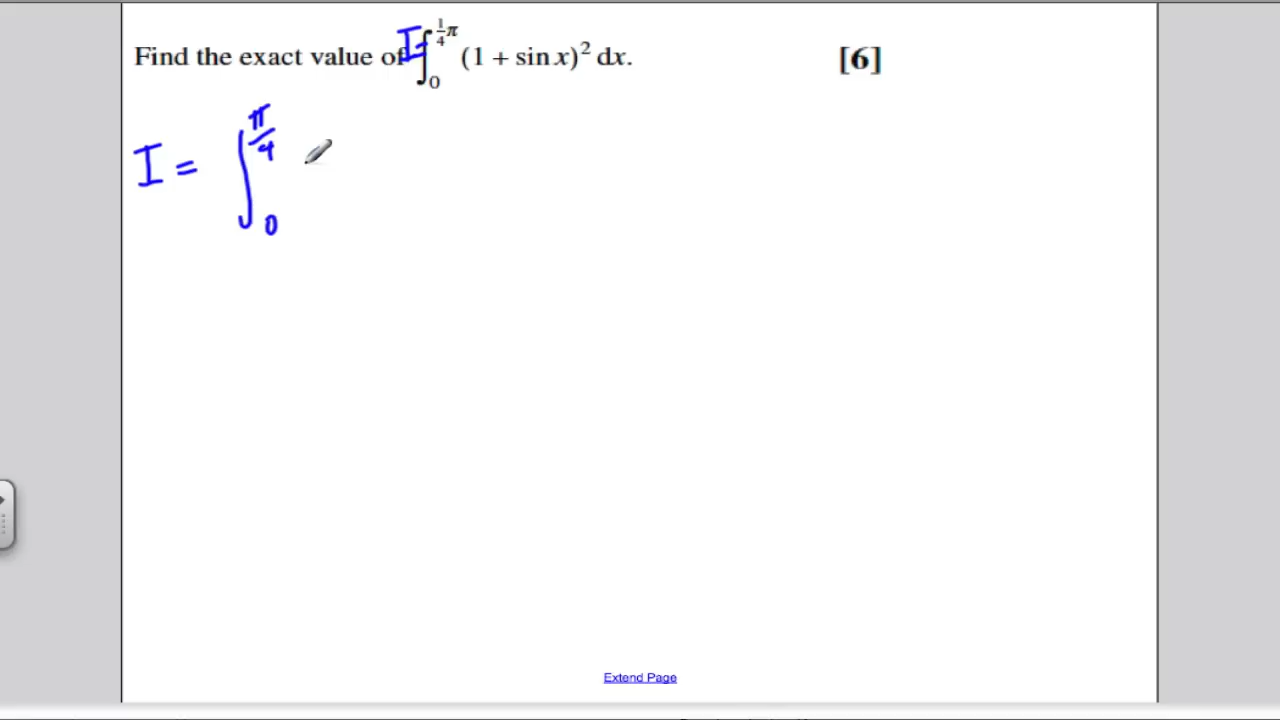 Find the exact value of I = ∫₀^{¼π} (1 + sin x)² dx. [6]
I = ∫₀^{π/4}
Extend Page